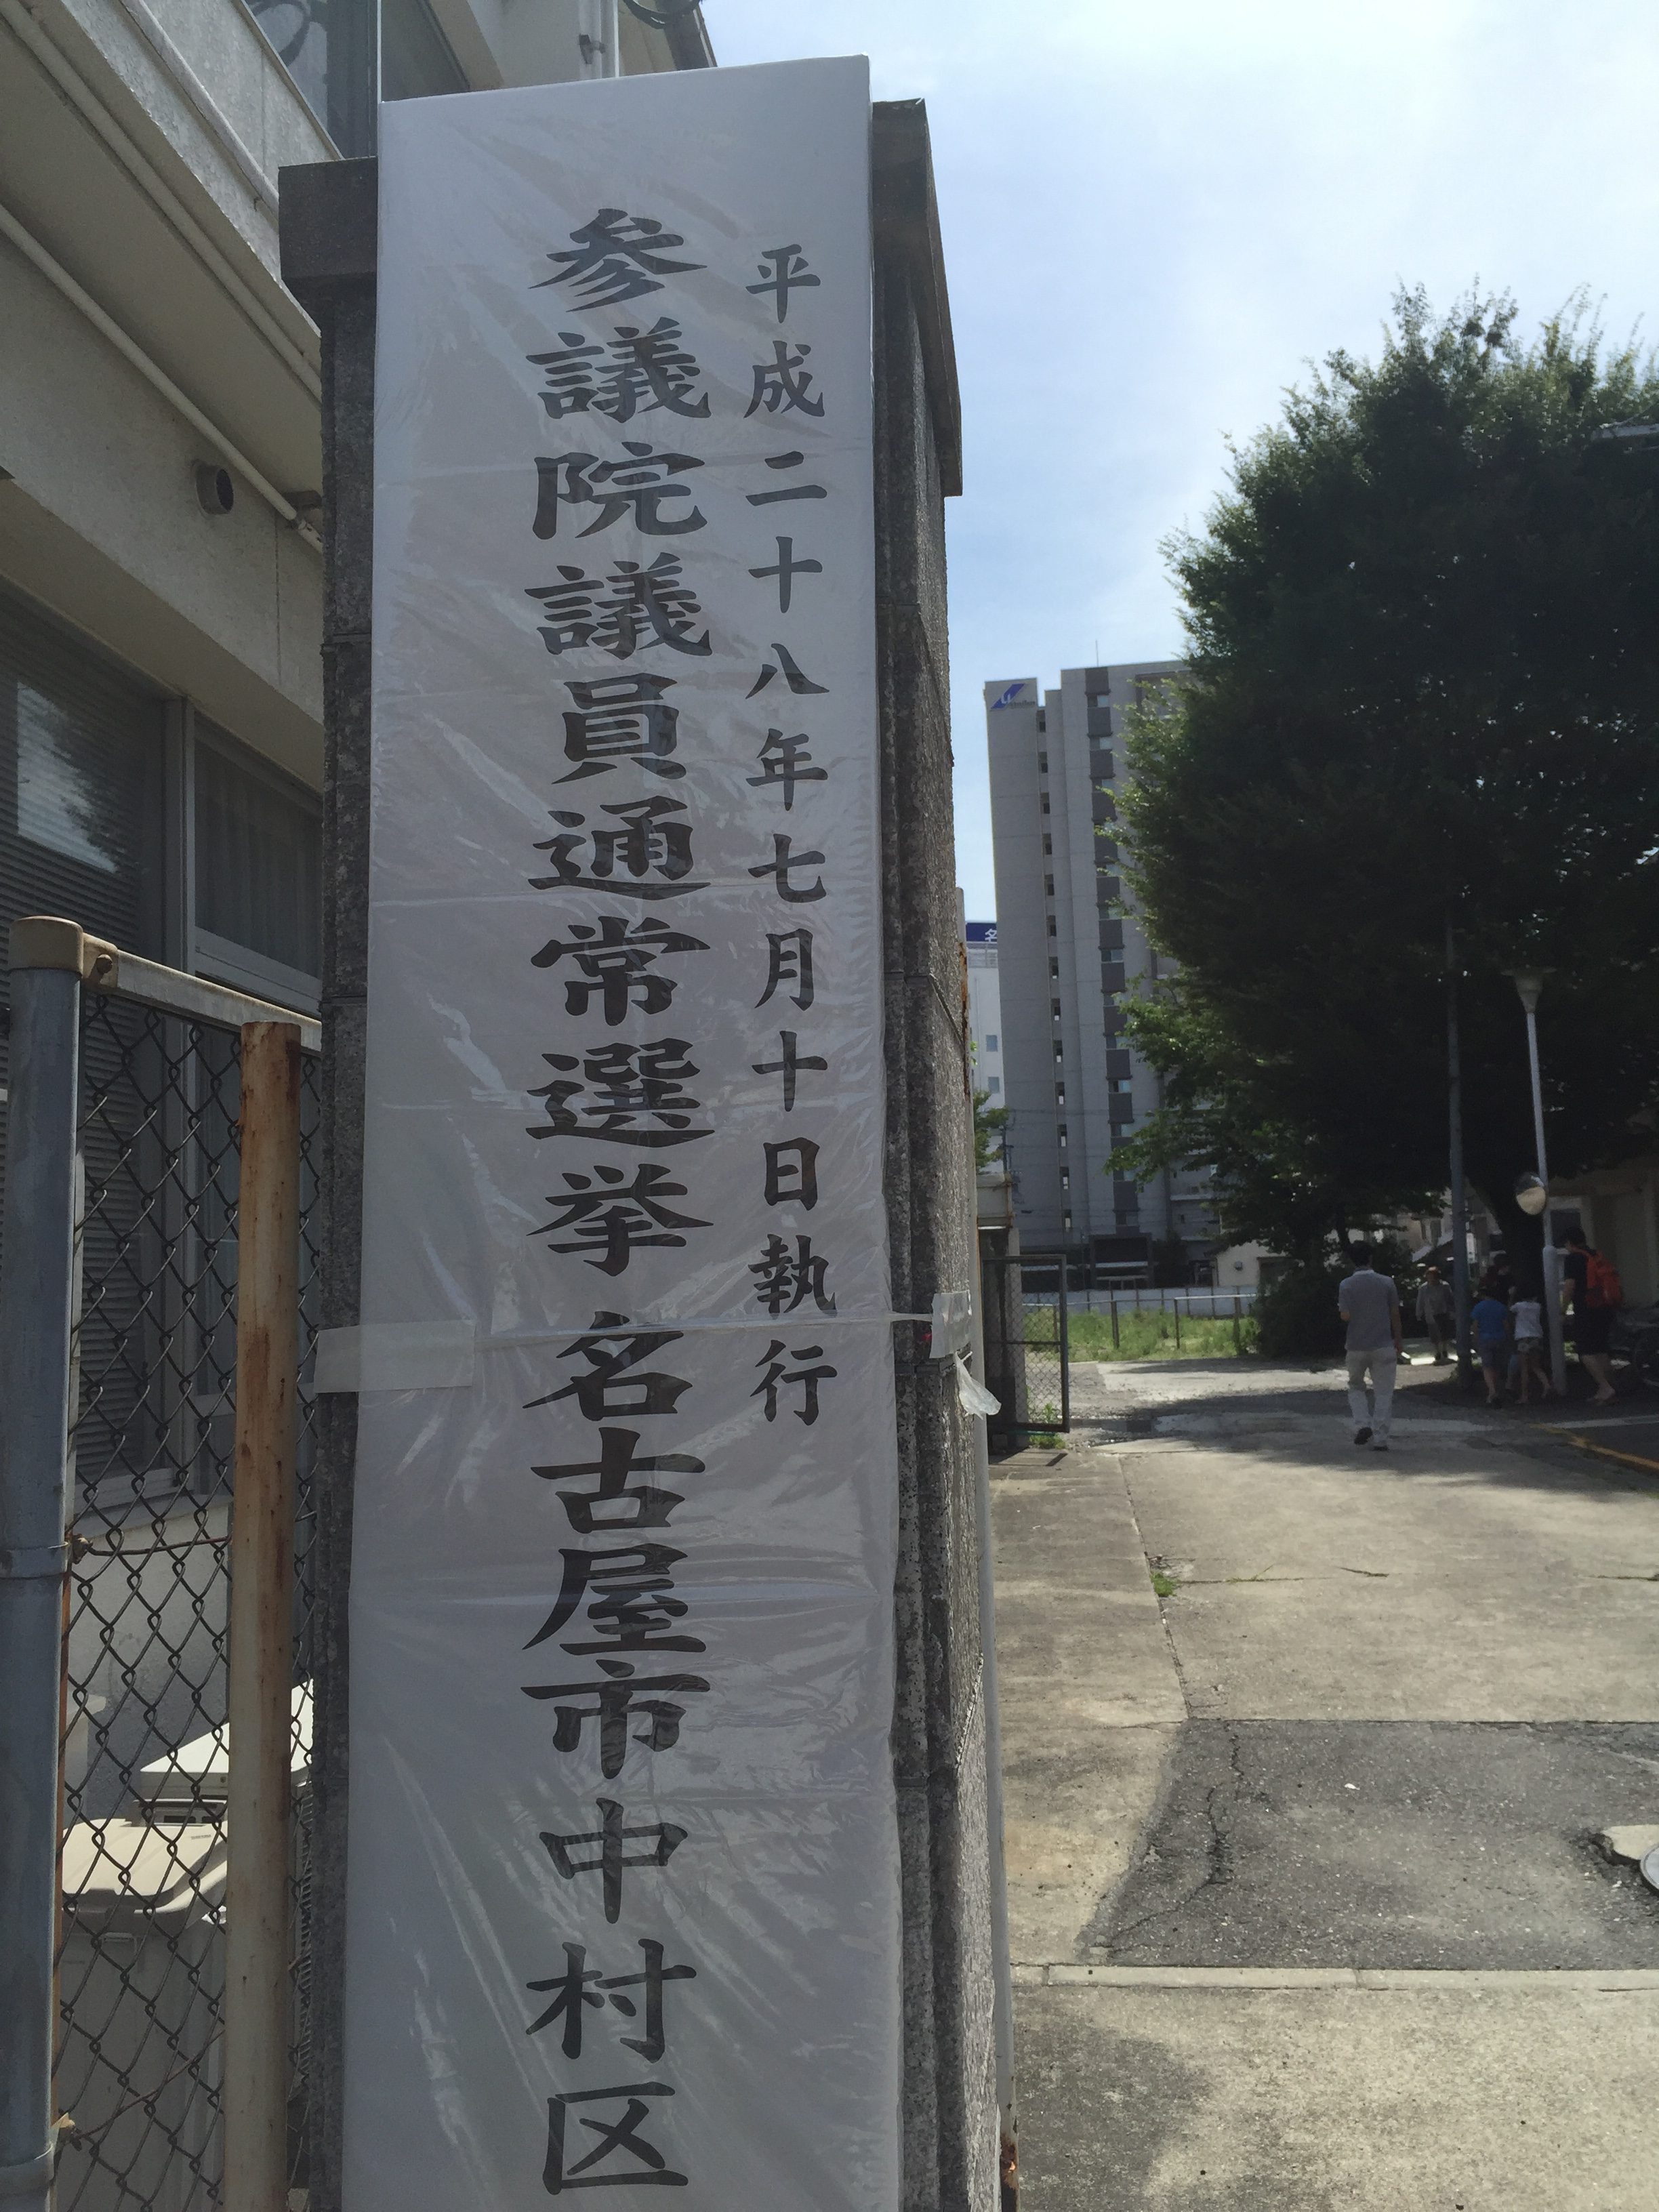 平成二十八年七月十日執行
参議院議員通常選挙 名古屋市中村区
名